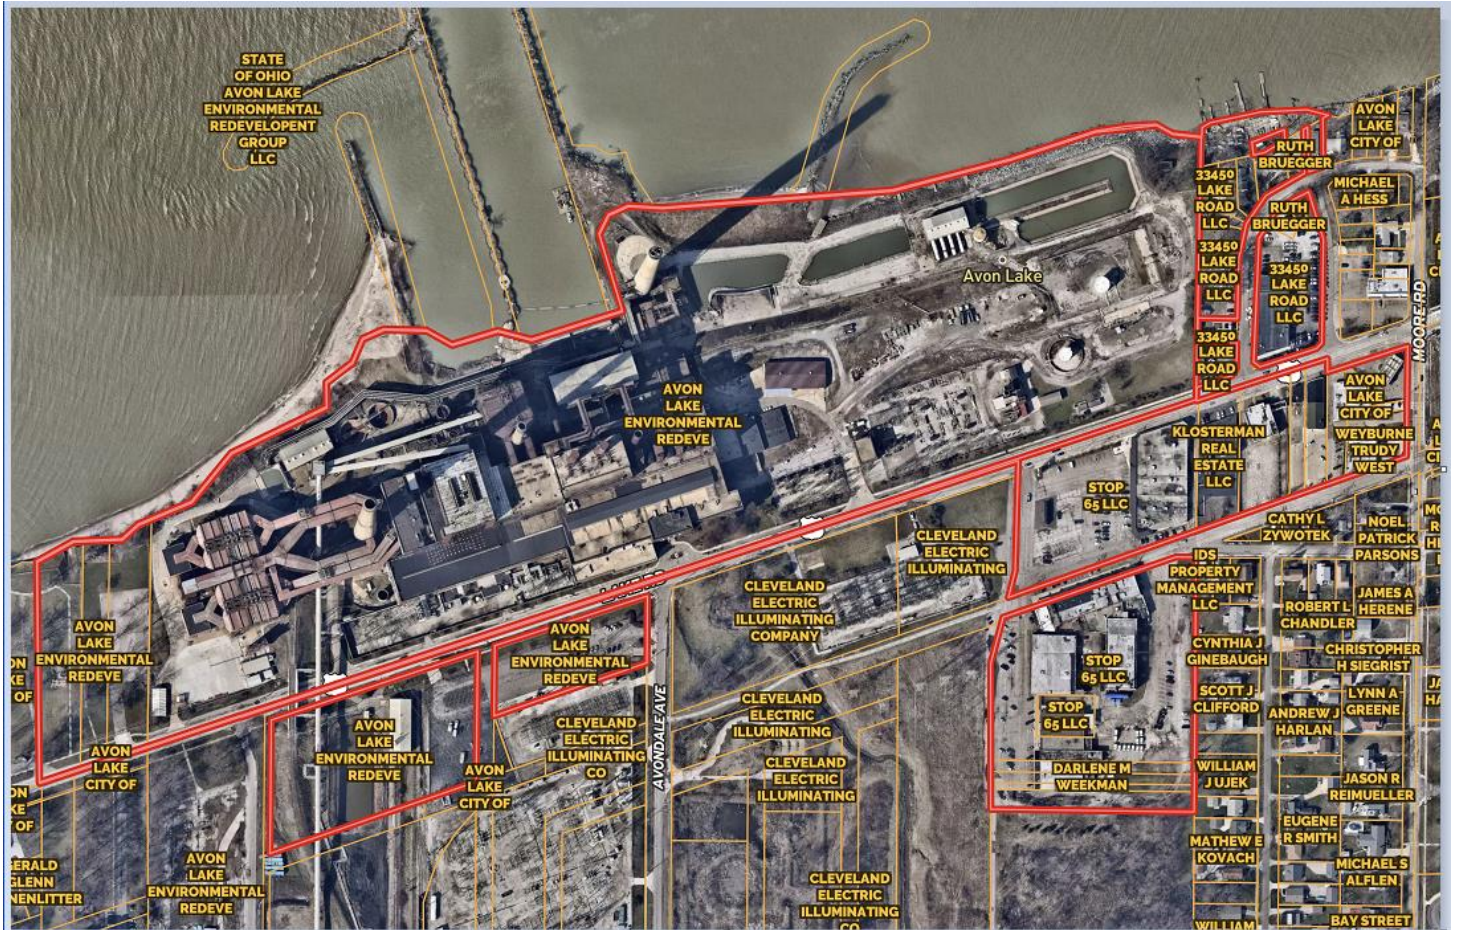 STATE
OF OHIO
AVON LAKE
ENVIRONMENTAL
REDEVELOPENT
GROUP
LLC
AVON
LAKE
CITY OF
RUTH
BRUEGGER
33450
LAKE
ROAD
LLC
MICHAEL
A HESS
RUTH
BRUEGGER
33450
LAKE
ROAD
LLC
33450
LAKE
ROAD
LLC
Avon Lake
MOORE RD
33450
LAKE
ROAD
LLC
AVON
LAKE
ENVIRONMENTAL
REDEVE
AVON
LAKE
CITY OF
WEYBURNE
TRUDY
WEST
KLOSTERMAN
REAL
ESTATE
LLC
STOP
65 LLC
CATHY L
ZYWOTEK
NOEL
PATRICK
PARSONS
CLEVELAND
ELECTRIC
ILLUMINATING
IDS
PROPERTY
MANAGEMENT
LLC
CLEVELAND
ELECTRIC
ILLUMINATING
COMPANY
ROBERT L
CHANDLER
JAMES A
HERENE
AVON
LAKE
ENVIRONMENTAL
REDEVE
AVON
LAKE
ENVIRONMENTAL
REDEVE
CYNTHIA J
GINEBAUGH
CHRISTOPHER
H SIEGRIST
STOP
65 LLC
SCOTT J
CLIFFORD
LYNN A
GREENE
STOP
65 LLC
ANDREW J
HARLAN
AVONDALE AVE
CLEVELAND
ELECTRIC
ILLUMINATING
AVON
LAKE
ENVIRONMENTAL
REDEVE
CLEVELAND
ELECTRIC
ILLUMINATING
CO
AVON
LAKE
CITY OF
AVON
LAKE
CITY OF
CLEVELAND
ELECTRIC
ILLUMINATING
DARLENE M
WEEKMAN
WILLIAM
J UJEK
JASON R
REIMUELLER
EUGENE
R SMITH
MATHEW E
KOVACH
MICHAEL S
ALFLEN
AVON
LAKE
ENVIRONMENTAL
REDEVE
CLEVELAND
ELECTRIC
ILLUMINATING
CO
GLENN
WILLIAM
BAY STREET